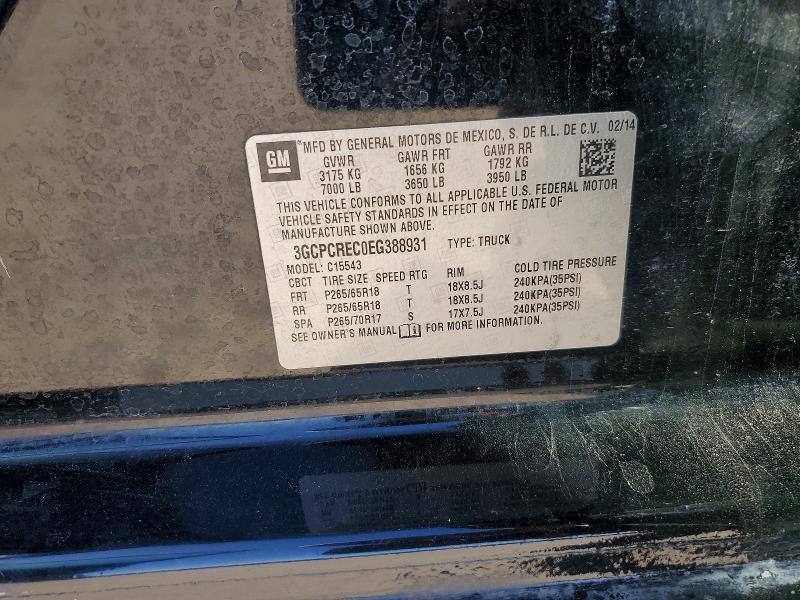 GM
MFD BY GENERAL MOTORS DE MEXICO, S. DE R.L. DE C.V. 02/14
GVWR GAWR FRT GAWR RR
3175 KG 1656 KG 1792 KG
7000 LB 3650 LB 3950 LB
THIS VEHICLE CONFORMS TO ALL APPLICABLE U.S. FEDERAL MOTOR
VEHICLE SAFETY STANDARDS IN EFFECT ON THE DATE OF
MANUFACTURE SHOWN ABOVE.
3GCPCREC0EG388931 TYPE: TRUCK
MODEL: C15543
CBCT TIRE SIZE SPEED RTG RIM COLD TIRE PRESSURE
FRT P265/65R18 T 18X8.5J 240KPA(35PSI)
RR P265/65R18 T 18X8.5J 240KPA(35PSI)
SPA P265/70R17 S 17X7.5J 240KPA(35PSI)
SEE OWNER'S MANUAL FOR MORE INFORMATION.